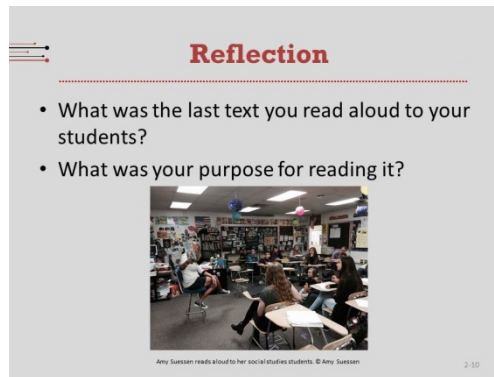 Reflection
• What was the last text you read aloud to your
students?
• What was your purpose for reading it?
Amy Suessen reads aloud to her social studies students. © Amy Suessen
2-10